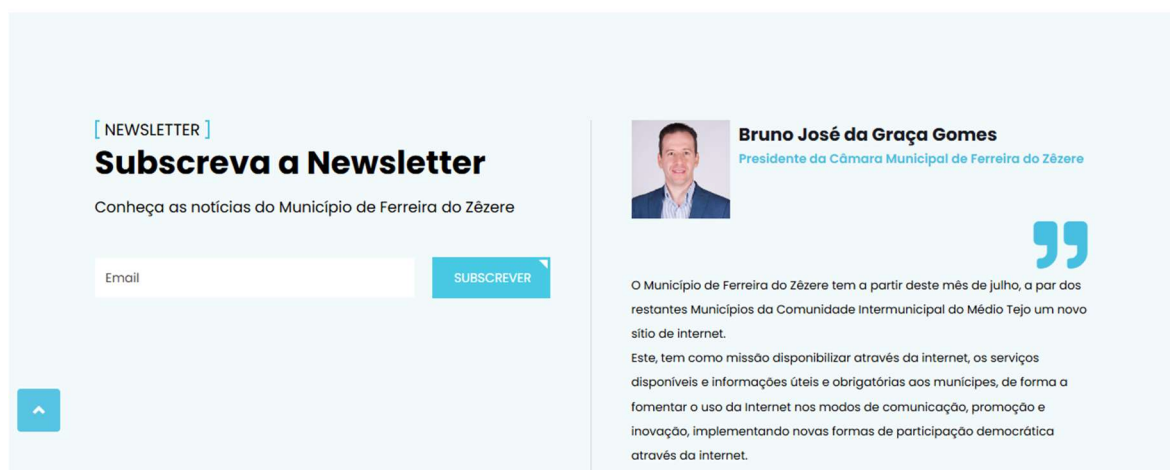 [ NEWSLETTER ]
Subscreva a Newsletter
Conheça as notícias do Município de Ferreira do Zêzere
Email
SUBSCREVER
Bruno José da Graça Gomes
Presidente da Câmara Municipal de Ferreira do Zêzere
O Município de Ferreira do Zêzere tem a partir deste mês de julho, a par dos
restantes Municípios da Comunidade Intermunicipal do Médio Tejo um novo
sítio de internet.
Este, tem como missão disponibilizar através da internet, os serviços
disponíveis e informações úteis e obrigatórias aos munícipes, de forma a
fomentar o uso da Internet nos modos de comunicação, promoção e
inovação, implementando novas formas de participação democrática
através da internet.